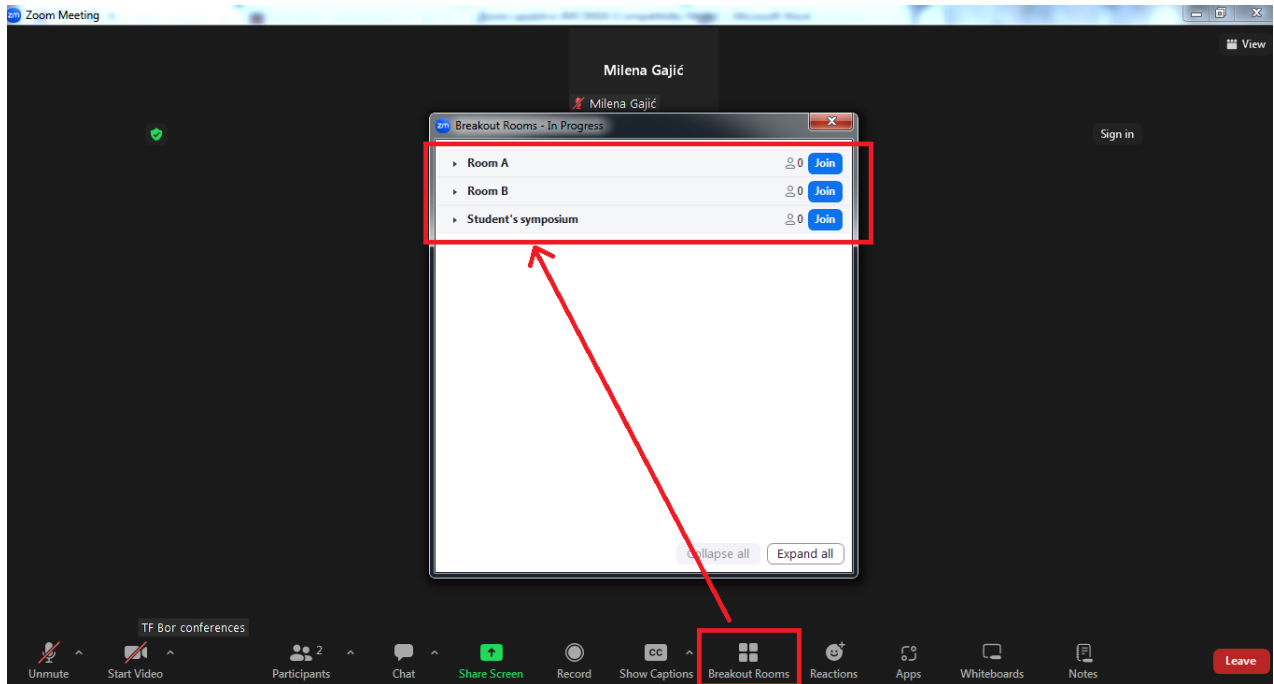 zm Zoom Meeting
View
Milena Gajić
Milena Gajić
zm Breakout Rooms - In Progress
Sign in
Room A 0 Join
Room B 0 Join
Student's symposium 0 Join
Collapse all Expand all
TF Bor conferences
Unmute Start Video Participants 2 Chat Share Screen Record CC Show Captions Breakout Rooms Reactions Apps Whiteboards Notes Leave